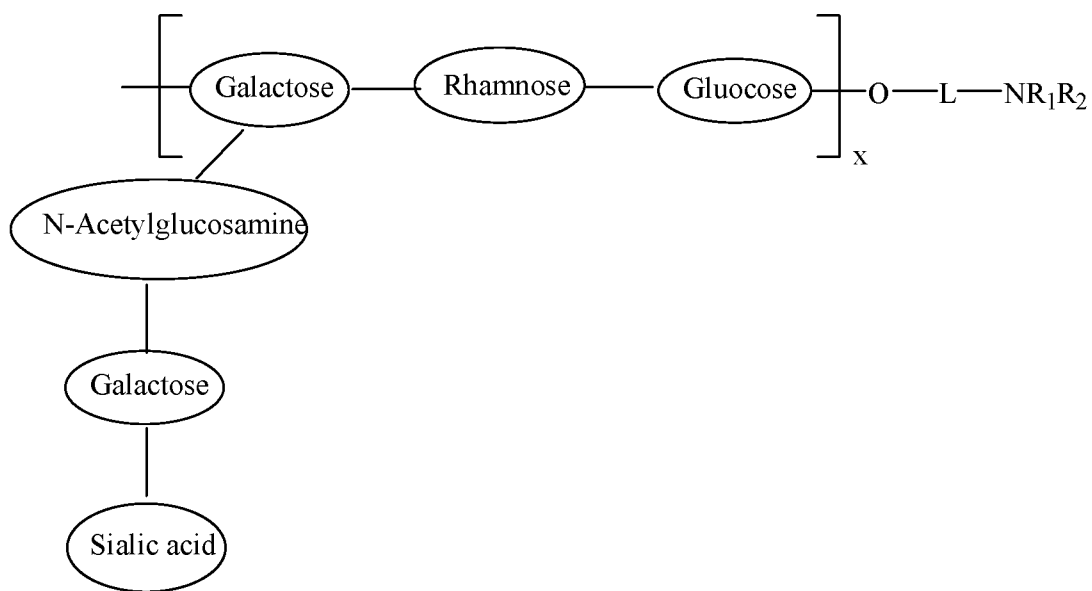 Galactose Rhamnose Gluocose O L NR₁R₂
x
N-Acetylglucosamine
Galactose
Sialic acid